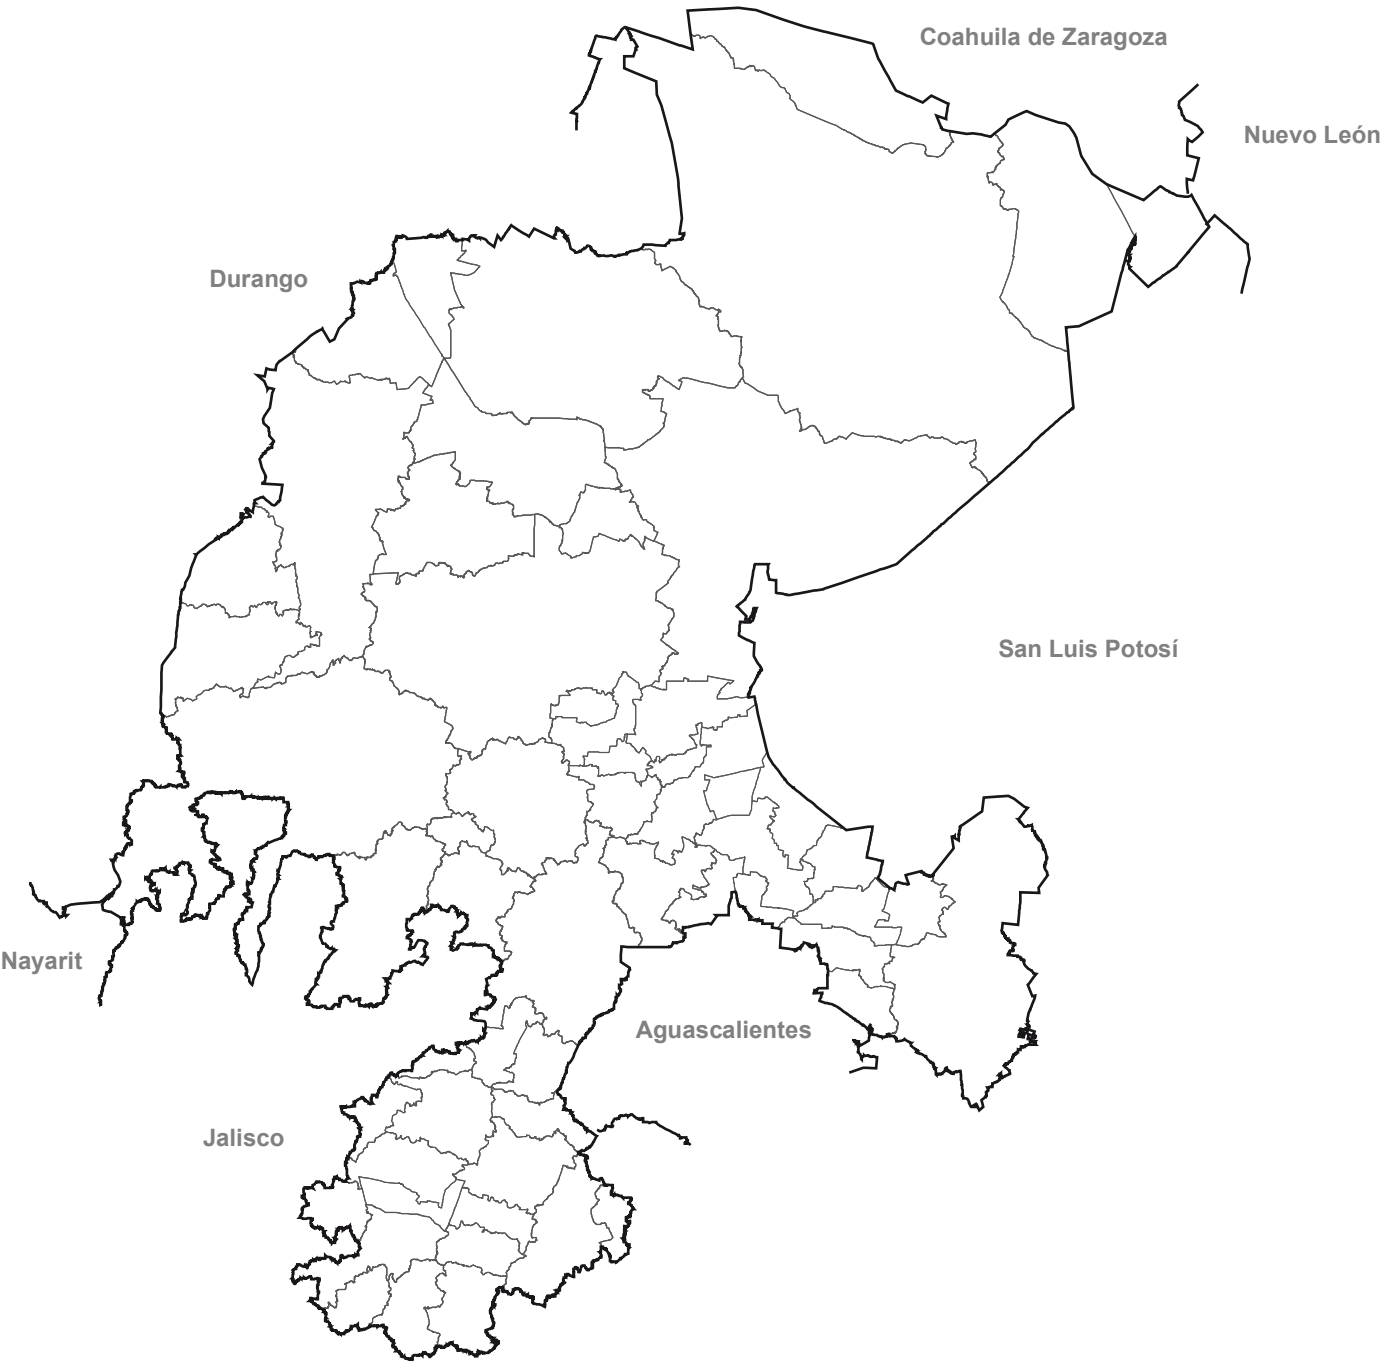 Coahuila de Zaragoza
Nuevo León
Durango
San Luis Potosí
Nayarit
Aguascalientes
Jalisco